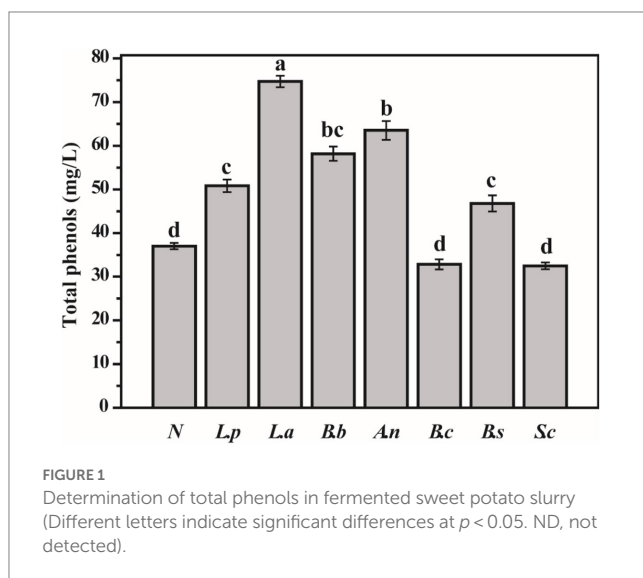 80
70
60
50
40
30
20
10
0
Total phenols (mg/L)
d
c
a
bc
b
d
c
d
N L.p L.a B.b A.n B.c B.s S.c
FIGURE 1
Determination of total phenols in fermented sweet potato slurry
(Different letters indicate significant differences at p < 0.05. ND, not
detected).